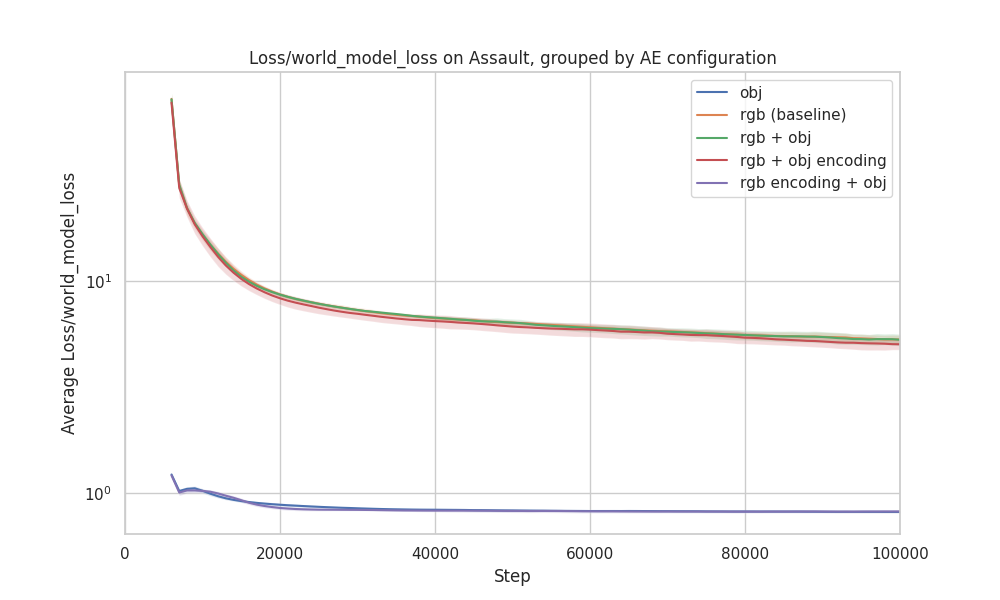 Loss/world_model_loss on Assault, grouped by AE configuration
obj
rgb (baseline)
rgb + obj
rgb + obj encoding
rgb encoding + obj
Average Loss/world_model_loss
10¹
10⁰
0 20000 40000 60000 80000 100000
Step